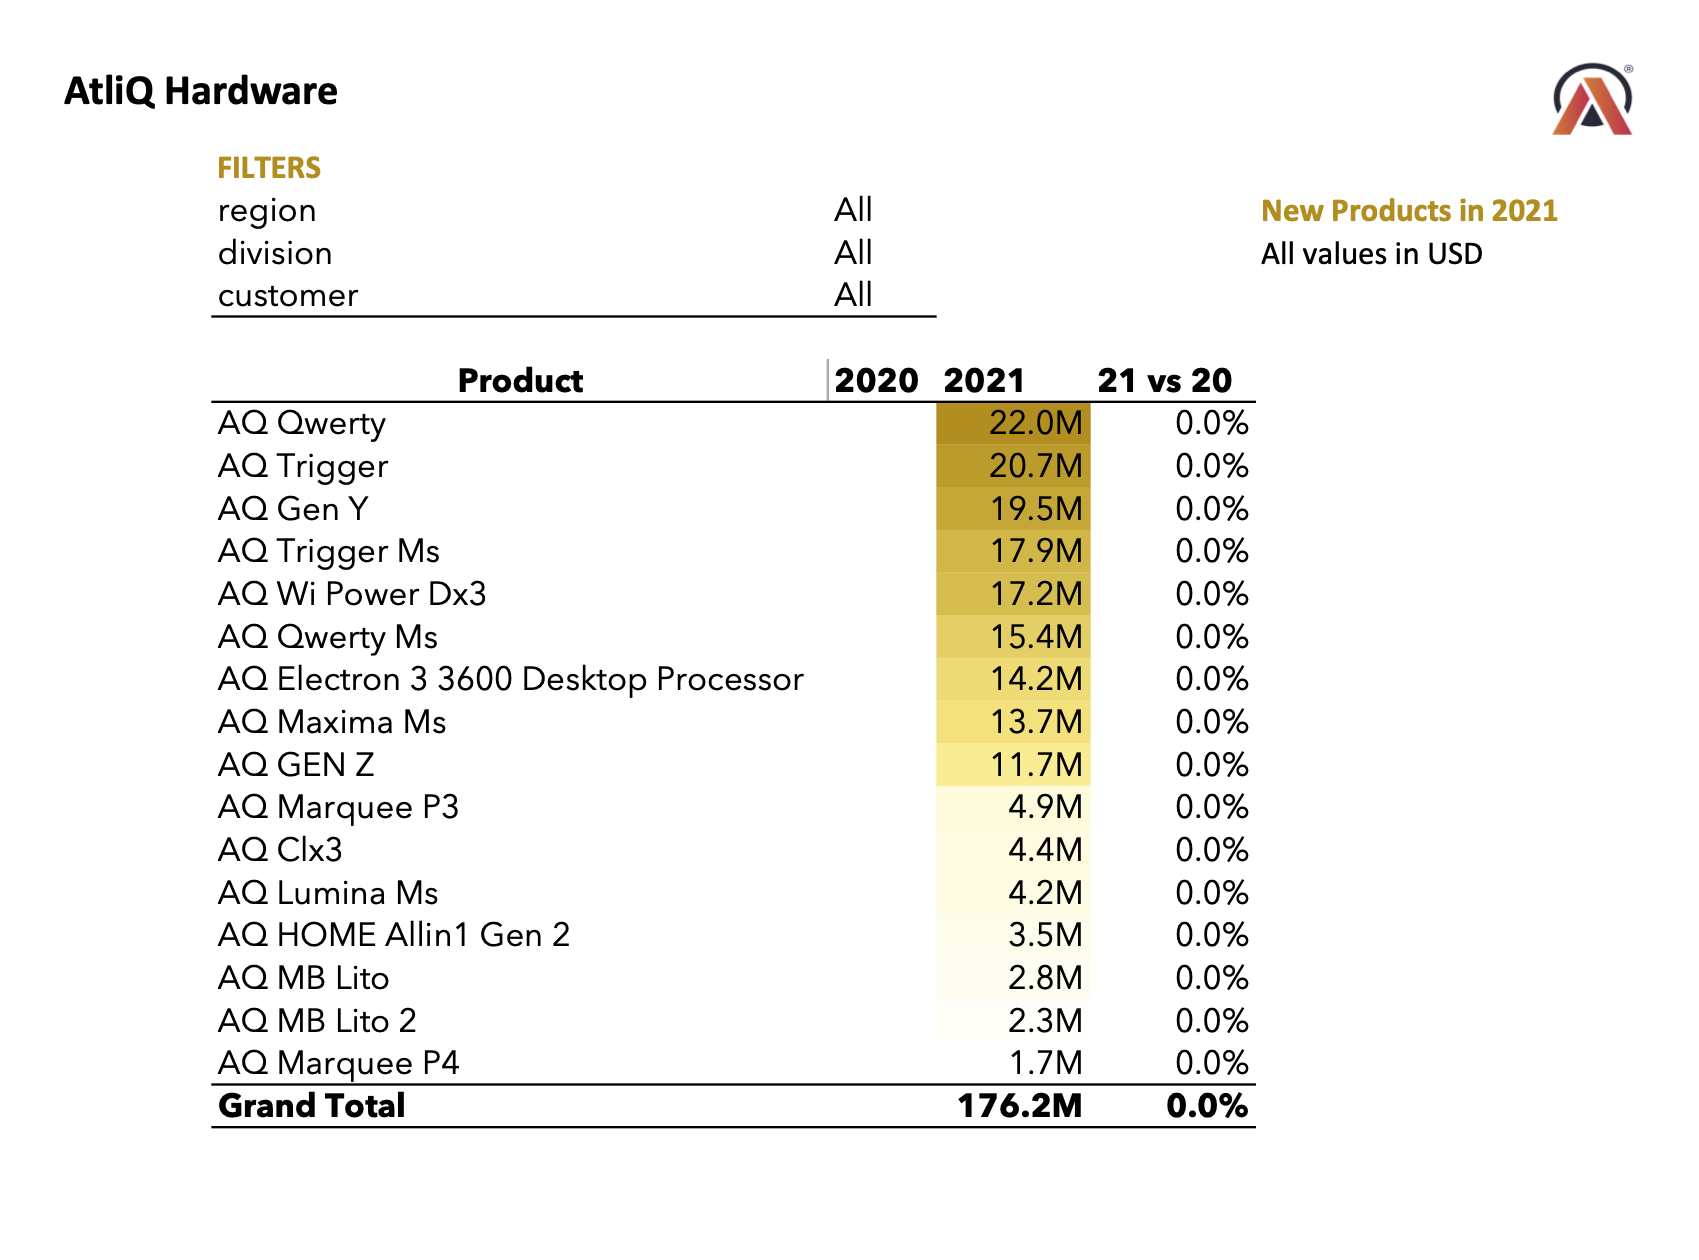 AtliQ Hardware
®
FILTERS
region All
New Products in 2021
division All
All values in USD
customer All
Product 2020 2021 21 vs 20
AQ Qwerty 22.0M 0.0%
AQ Trigger 20.7M 0.0%
AQ Gen Y 19.5M 0.0%
AQ Trigger Ms 17.9M 0.0%
AQ Wi Power Dx3 17.2M 0.0%
AQ Qwerty Ms 15.4M 0.0%
AQ Electron 3 3600 Desktop Processor 14.2M 0.0%
AQ Maxima Ms 13.7M 0.0%
AQ GEN Z 11.7M 0.0%
AQ Marquee P3 4.9M 0.0%
AQ Clx3 4.4M 0.0%
AQ Lumina Ms 4.2M 0.0%
AQ HOME Allin1 Gen 2 3.5M 0.0%
AQ MB Lito 2.8M 0.0%
AQ MB Lito 2 2.3M 0.0%
AQ Marquee P4 1.7M 0.0%
Grand Total 176.2M 0.0%